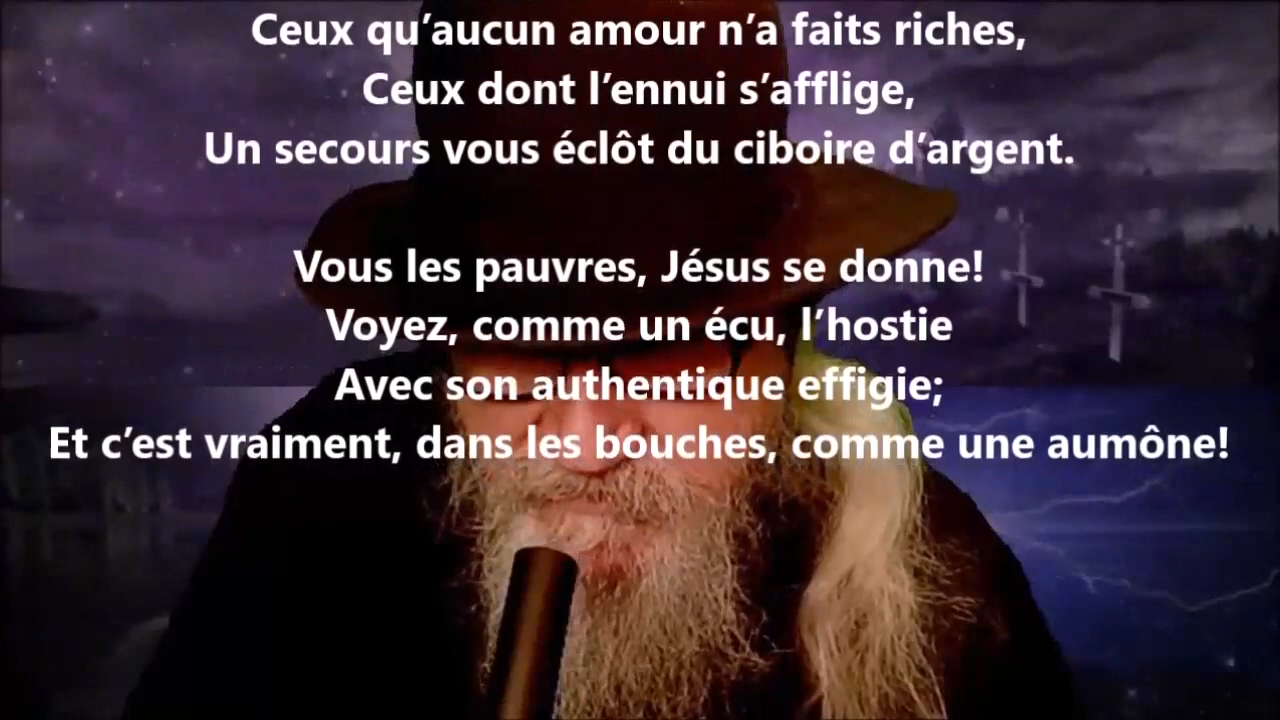 Ceux qu’aucun amour n’a faits riches,
Ceux dont l’ennui s’afflige,
Un secours vous éclôt du ciboire d’argent.
Vous les pauvres, Jésus se donne!
Voyez, comme un écu, l’hostie
Avec son authentique effigie;
Et c’est vraiment, dans les bouches, comme une aumône!